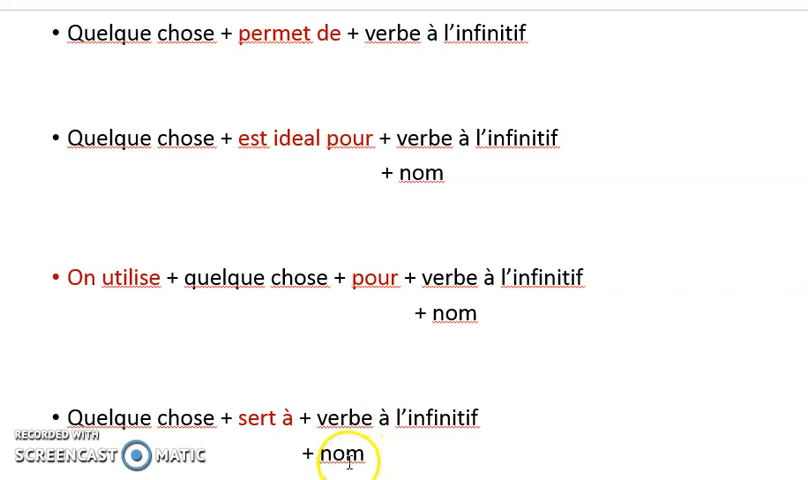 • Quelque chose + permet de + verbe à l’infinitif
• Quelque chose + est ideal pour + verbe à l’infinitif
+ nom
• On utilise + quelque chose + pour + verbe à l’infinitif
+ nom
• Quelque chose + sert à + verbe à l’infinitif
+ nom
RECORDED WITH
SCREENCAST MATIC